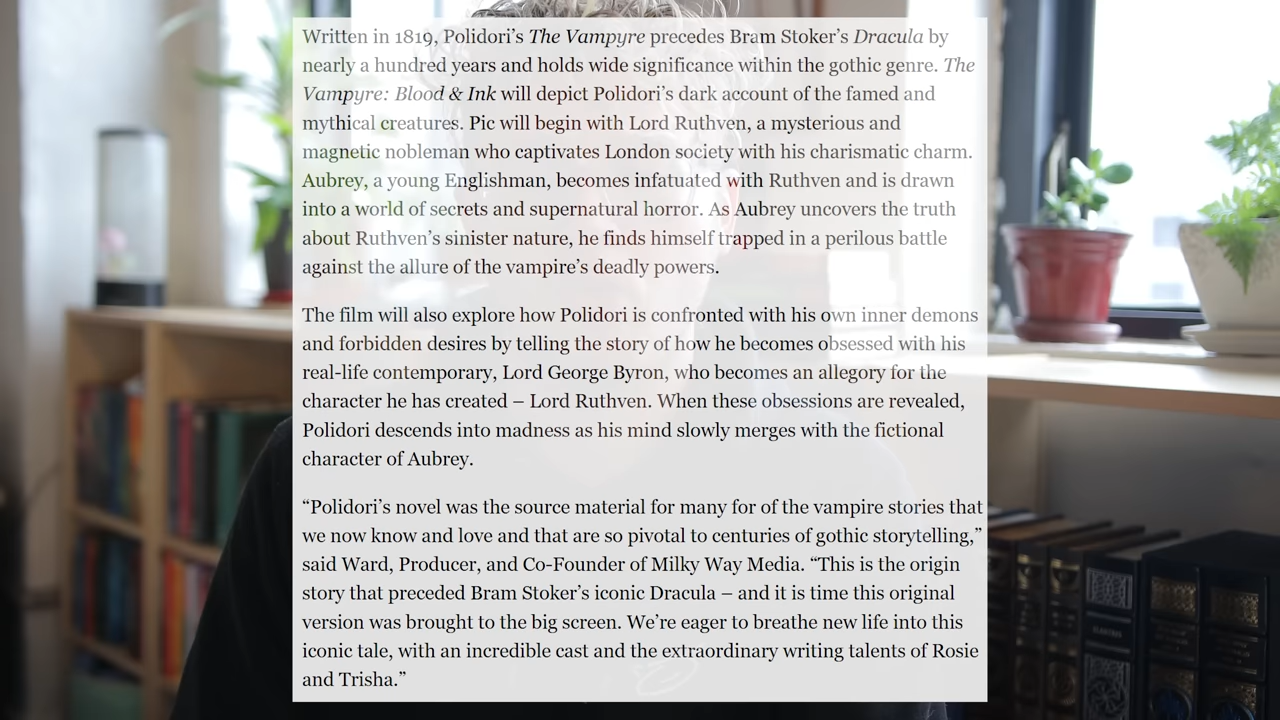 Written in 1819, Polidori’s The Vampyre precedes Bram Stoker’s Dracula by
nearly a hundred years and holds wide significance within the gothic genre. The
Vampyre: Blood & Ink will depict Polidori’s dark account of the famed and
mythical creatures. Pic will begin with Lord Ruthven, a mysterious and
magnetic nobleman who captivates London society with his charismatic charm.
Aubrey, a young Englishman, becomes infatuated with Ruthven and is drawn
into a world of secrets and supernatural horror. As Aubrey uncovers the truth
about Ruthven’s sinister nature, he finds himself trapped in a perilous battle
against the allure of the vampire’s deadly powers.
The film will also explore how Polidori is confronted with his own inner demons
and forbidden desires by telling the story of how he becomes obsessed with his
real-life contemporary, Lord George Byron, who becomes an allegory for the
character he has created – Lord Ruthven. When these obsessions are revealed,
Polidori descends into madness as his mind slowly merges with the fictional
character of Aubrey.
“Polidori’s novel was the source material for many for of the vampire stories that
we now know and love and that are so pivotal to centuries of gothic storytelling,”
said Ward, Producer, and Co-Founder of Milky Way Media. “This is the origin
story that preceded Bram Stoker’s iconic Dracula – and it is time this original
version was brought to the big screen. We’re eager to breathe new life into this
iconic tale, with an incredible cast and the extraordinary writing talents of Rosie
and Trisha.”